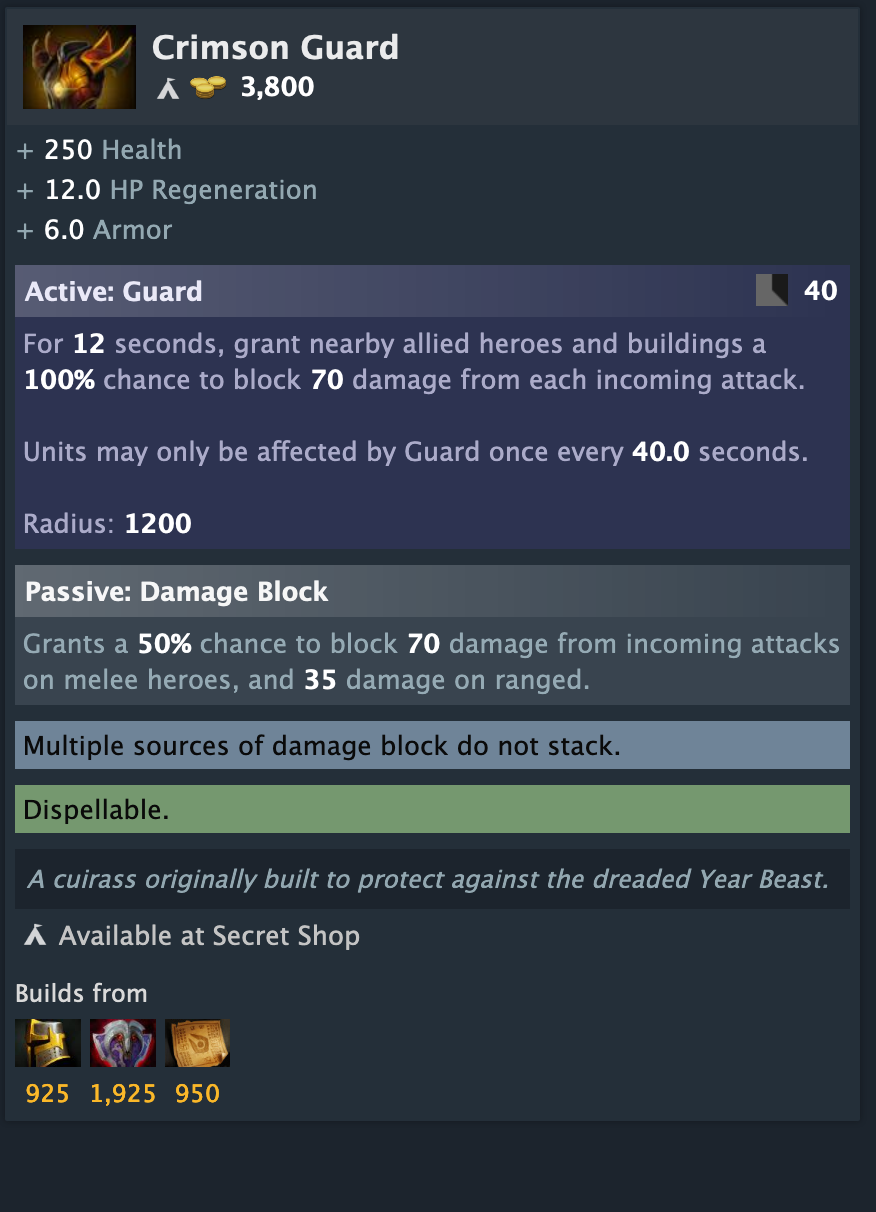 Crimson Guard
3,800
+ 250 Health
+ 12.0 HP Regeneration
+ 6.0 Armor
Active: Guard 40
For 12 seconds, grant nearby allied heroes and buildings a
100% chance to block 70 damage from each incoming attack.
Units may only be affected by Guard once every 40.0 seconds.
Radius: 1200
Passive: Damage Block
Grants a 50% chance to block 70 damage from incoming attacks
on melee heroes, and 35 damage on ranged.
Multiple sources of damage block do not stack.
Dispellable.
A cuirass originally built to protect against the dreaded Year Beast.
Available at Secret Shop
Builds from
925 1,925 950